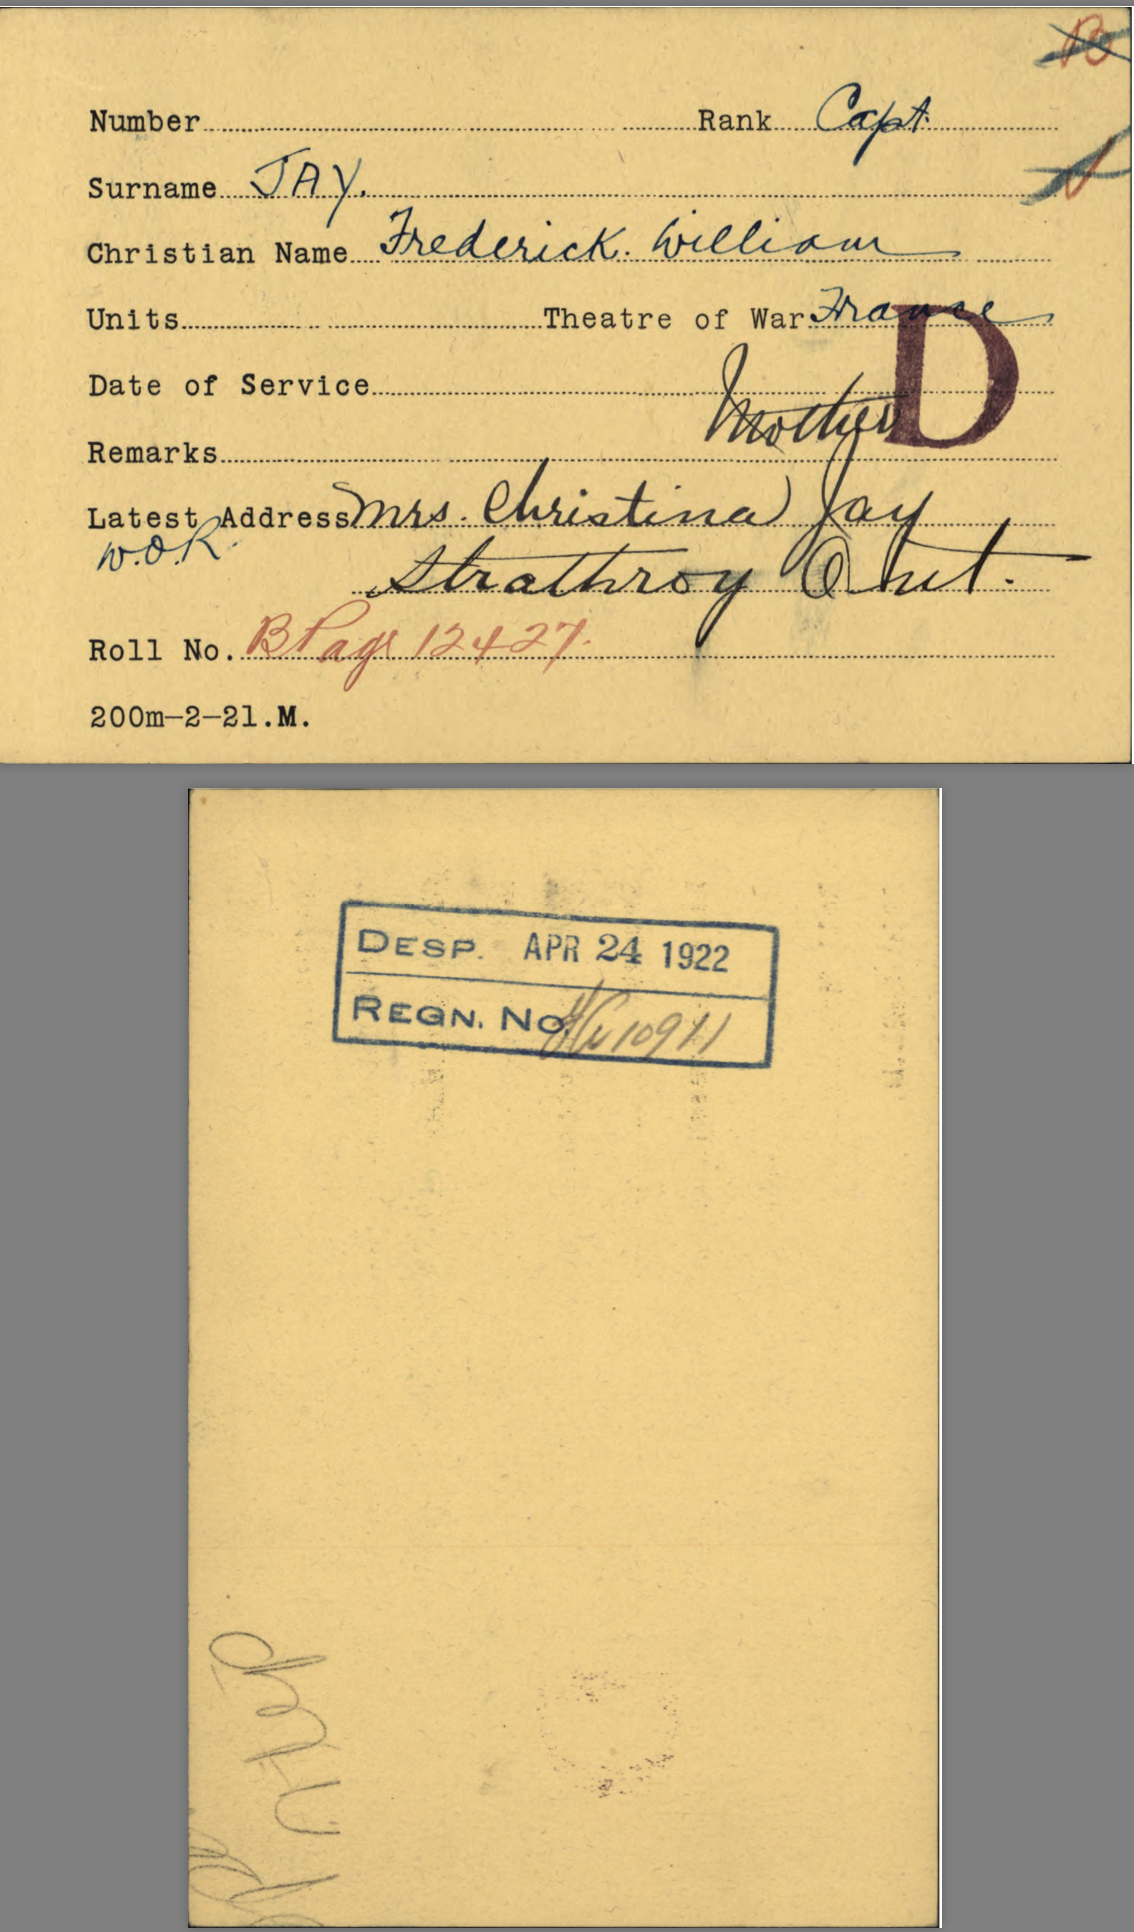 B
Number Rank Capt.
Surname JAY.
Christian Name Frederick. William
Units Theatre of War France
D
Date of Service
Mother
Remarks
Latest Address Mrs. Christina Jay
W.O.R.
Strathroy Ont.
Roll No. B Page 12427.
200m-2-21.M.
DESP. APR 24 1922
REGN. No.